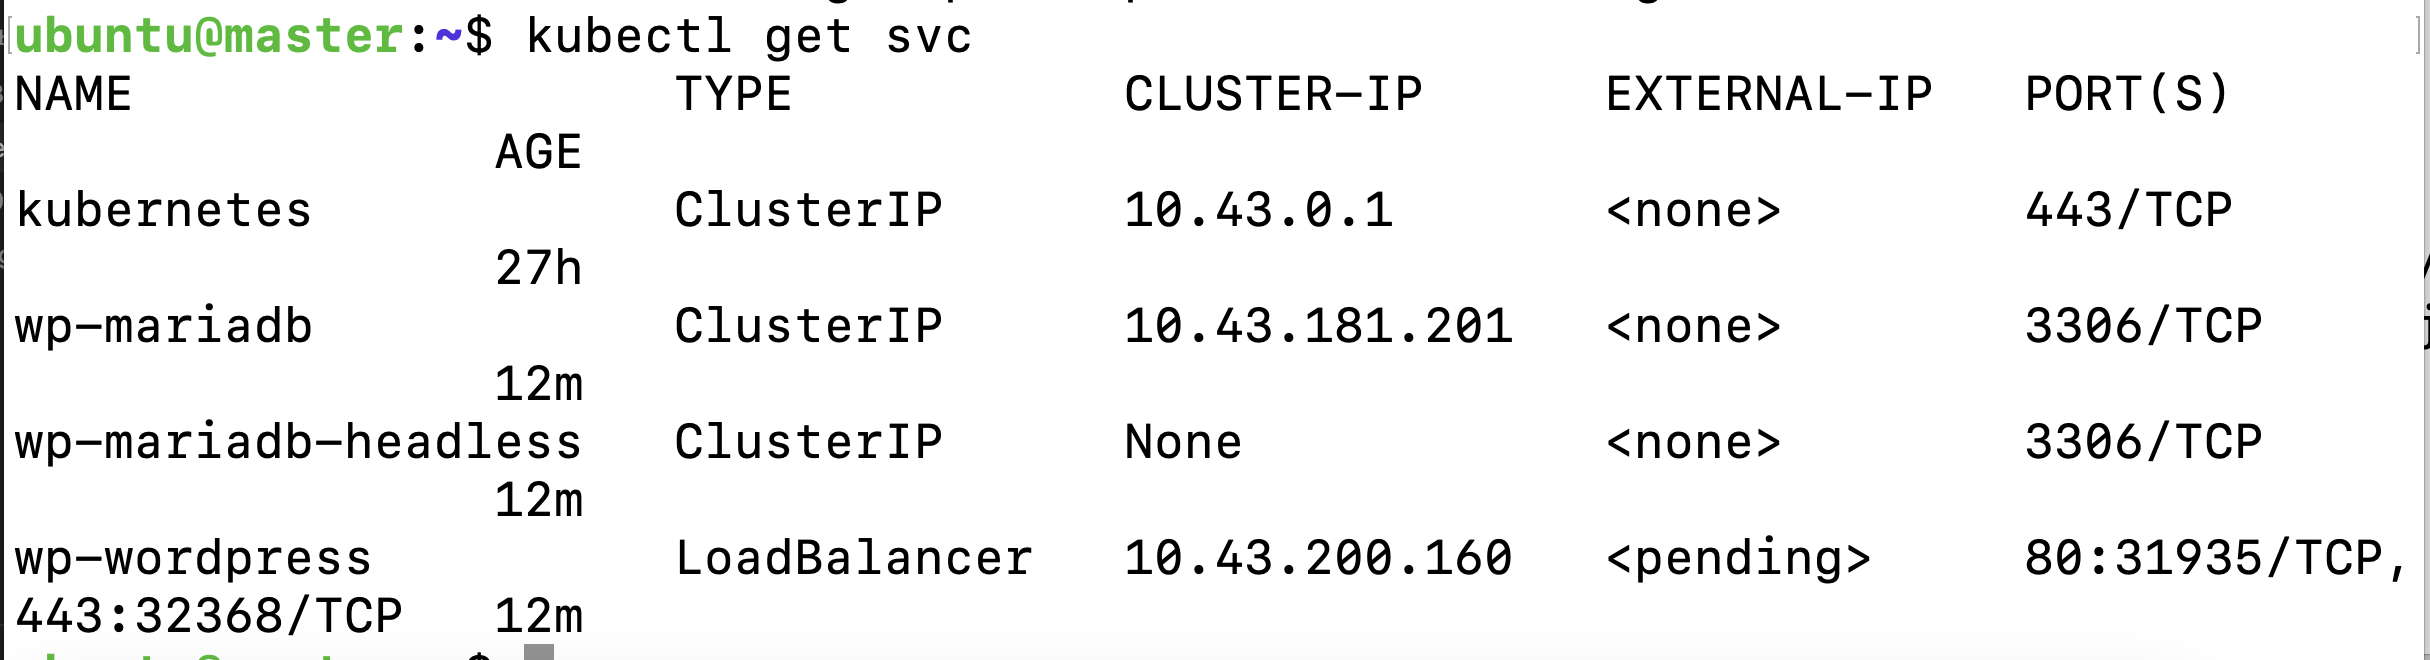 ubuntu@master:~$ kubectl get svc
NAME                  TYPE           CLUSTER-IP      EXTERNAL-IP   PORT(S)
                AGE
kubernetes            ClusterIP      10.43.0.1       <none>        443/TCP
                27h
wp-mariadb            ClusterIP      10.43.181.201   <none>        3306/TCP
                12m
wp-mariadb-headless   ClusterIP      None            <none>        3306/TCP
                12m
wp-wordpress          LoadBalancer   10.43.200.160   <pending>     80:31935/TCP,
443:32368/TCP   12m